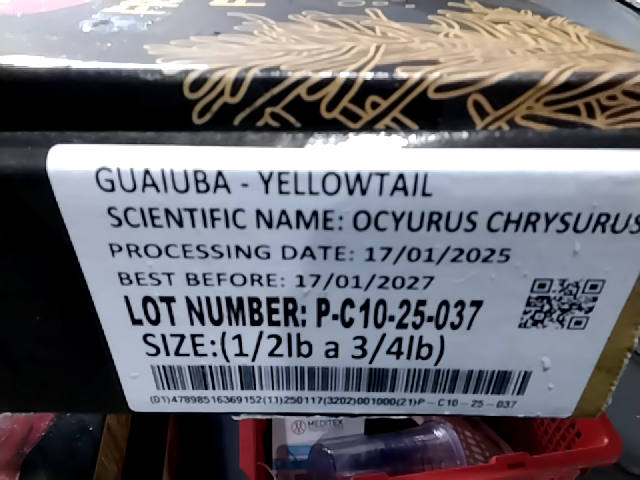 GUAIUBA - YELLOWTAIL
SCIENTIFIC NAME: OCYURUS CHRYSURUS
PROCESSING DATE: 17/01/2025
BEST BEFORE: 17/01/2027
LOT NUMBER: P-C10-25-037
SIZE:(1/2lb a 3/4lb)
(01)47898516369152(11)250117(3202)001000(21)P-C10-25-037
MEDITEX